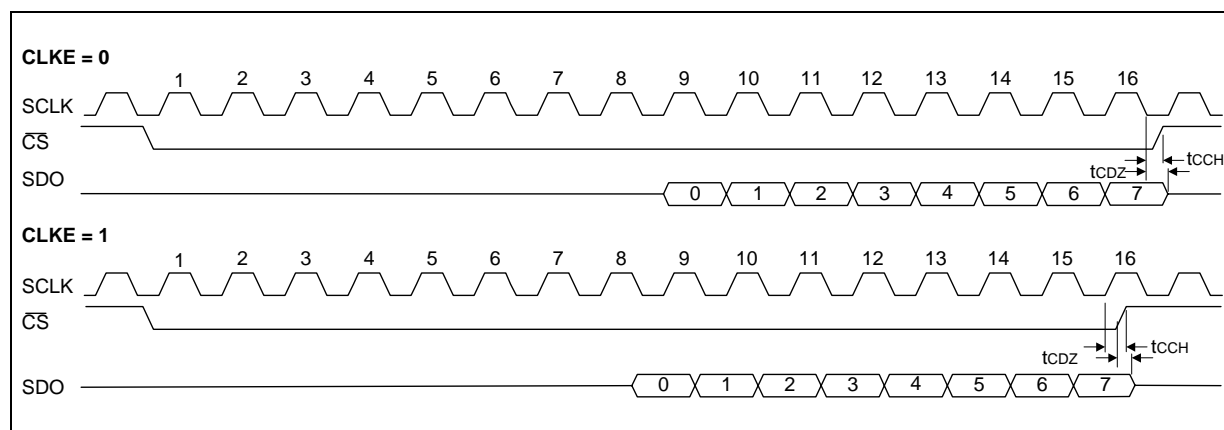 CLKE = 0
1 2 3 4 5 6 7 8 9 10 11 12 13 14 15 16
SCLK
CS
tCDZ tCCH
SDO
0 1 2 3 4 5 6 7
CLKE = 1
1 2 3 4 5 6 7 8 9 10 11 12 13 14 15 16
SCLK
CS
tCDZ tCCH
SDO
0 1 2 3 4 5 6 7